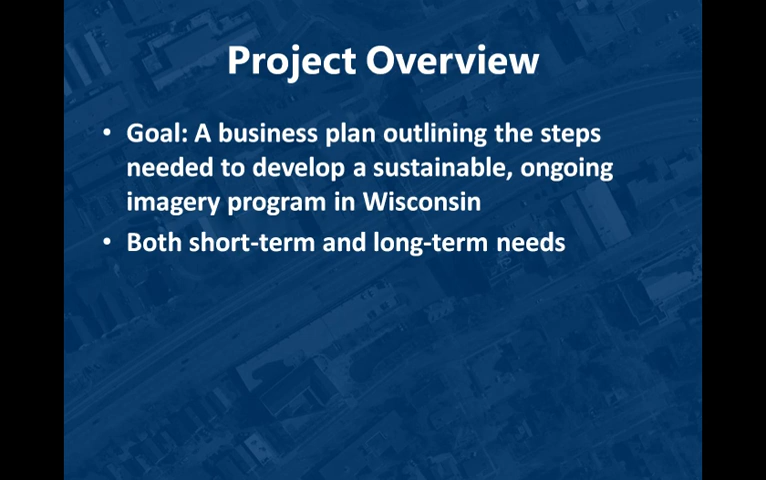 Project Overview
• Goal: A business plan outlining the steps
needed to develop a sustainable, ongoing
imagery program in Wisconsin
• Both short-term and long-term needs